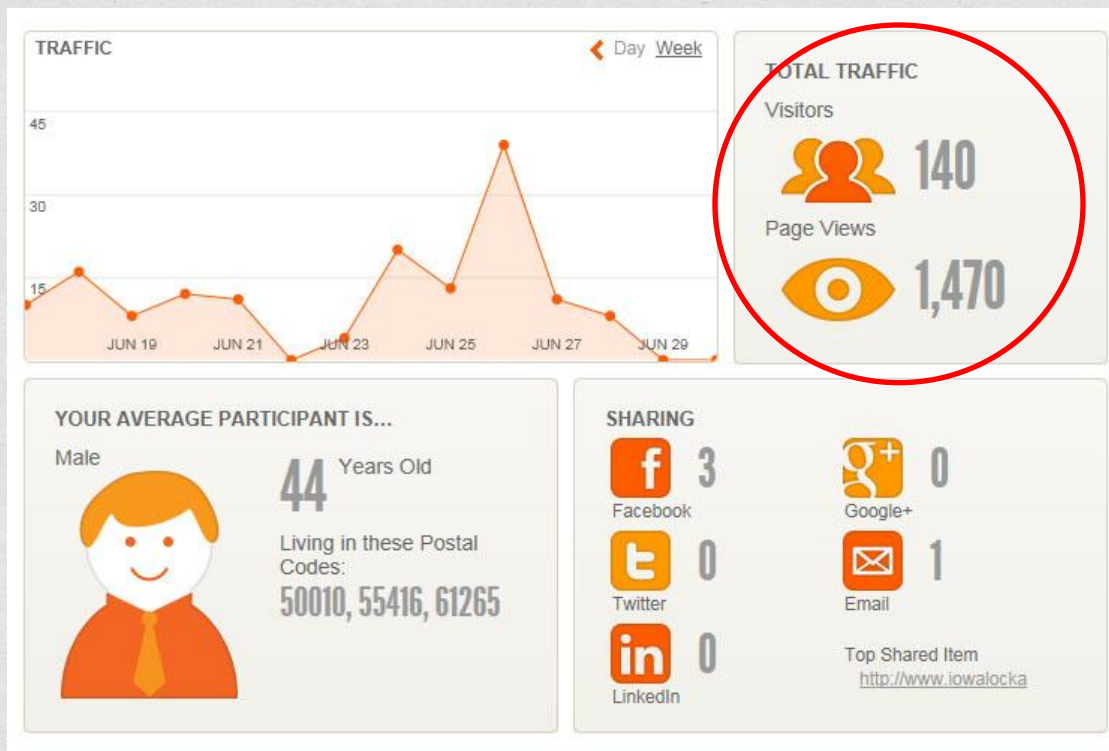 TRAFFIC
Day Week
45
30
15
JUN 19 JUN 21 JUN 23 JUN 25 JUN 27 JUN 29
TOTAL TRAFFIC
Visitors
140
Page Views
1,470
YOUR AVERAGE PARTICIPANT IS...
Male
44 Years Old
Living in these Postal
Codes:
50010, 55416, 61265
SHARING
f 3
Facebook
g+ 0
Google+
t 0
Twitter
1
Email
in 0
LinkedIn
Top Shared Item
http://www.iowalocka